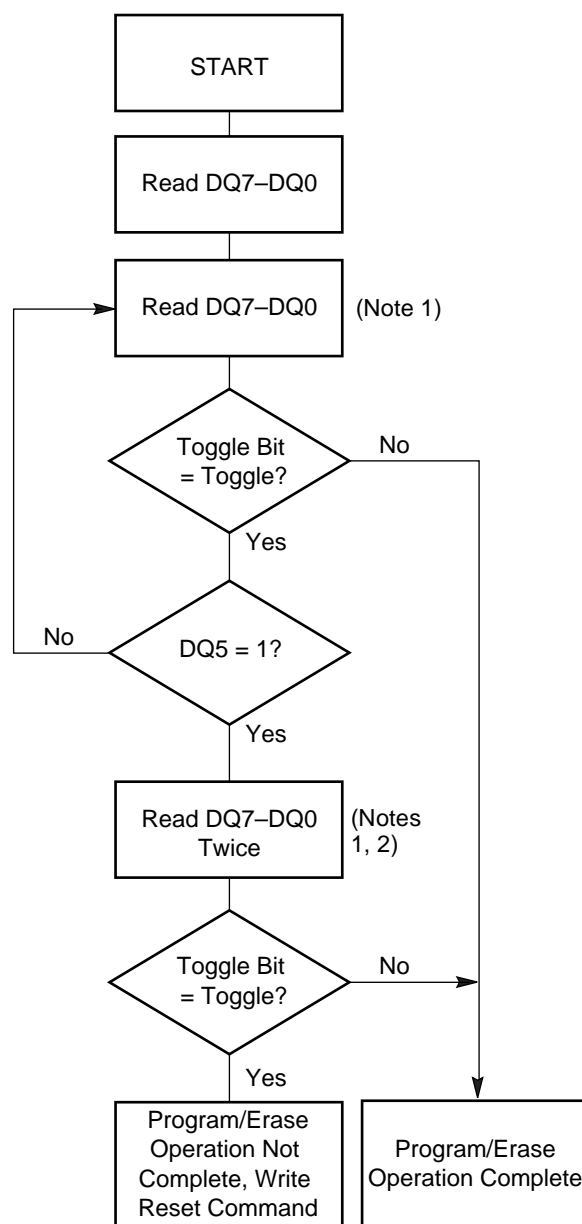 START
Read DQ7–DQ0
Read DQ7–DQ0
(Note 1)
Toggle Bit
= Toggle?
No
Yes
No
DQ5 = 1?
Yes
Read DQ7–DQ0
Twice
(Notes
1, 2)
Toggle Bit
= Toggle?
No
Yes
Program/Erase
Operation Not
Complete, Write
Reset Command
Program/Erase
Operation Complete